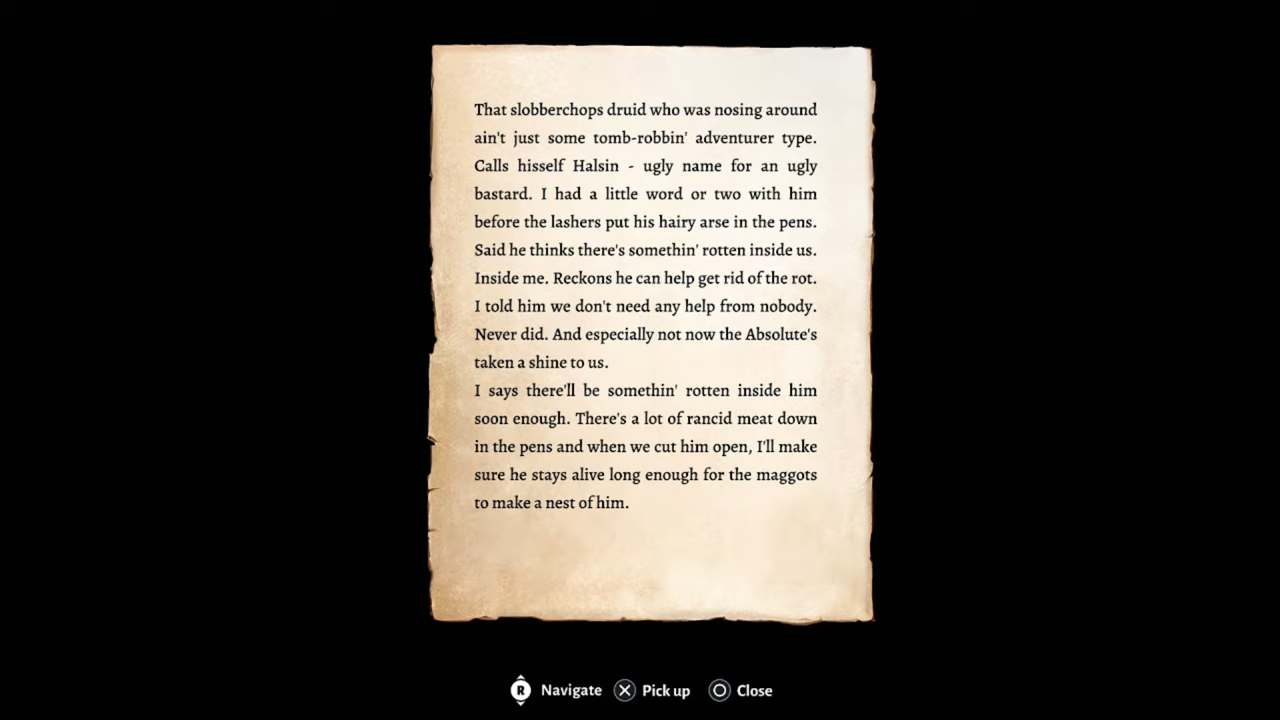 That slobberchops druid who was nosing around
ain't just some tomb-robbin' adventurer type.
Calls hisself Halsin - ugly name for an ugly
bastard. I had a little word or two with him
before the lashers put his hairy arse in the pens.
Said he thinks there's somethin' rotten inside us.
Inside me. Reckons he can help get rid of the rot.
I told him we don't need any help from nobody.
Never did. And especially not now the Absolute's
taken a shine to us.
I says there'll be somethin' rotten inside him
soon enough. There's a lot of rancid meat down
in the pens and when we cut him open, I'll make
sure he stays alive long enough for the maggots
to make a nest of him.
R Navigate Pick up Close